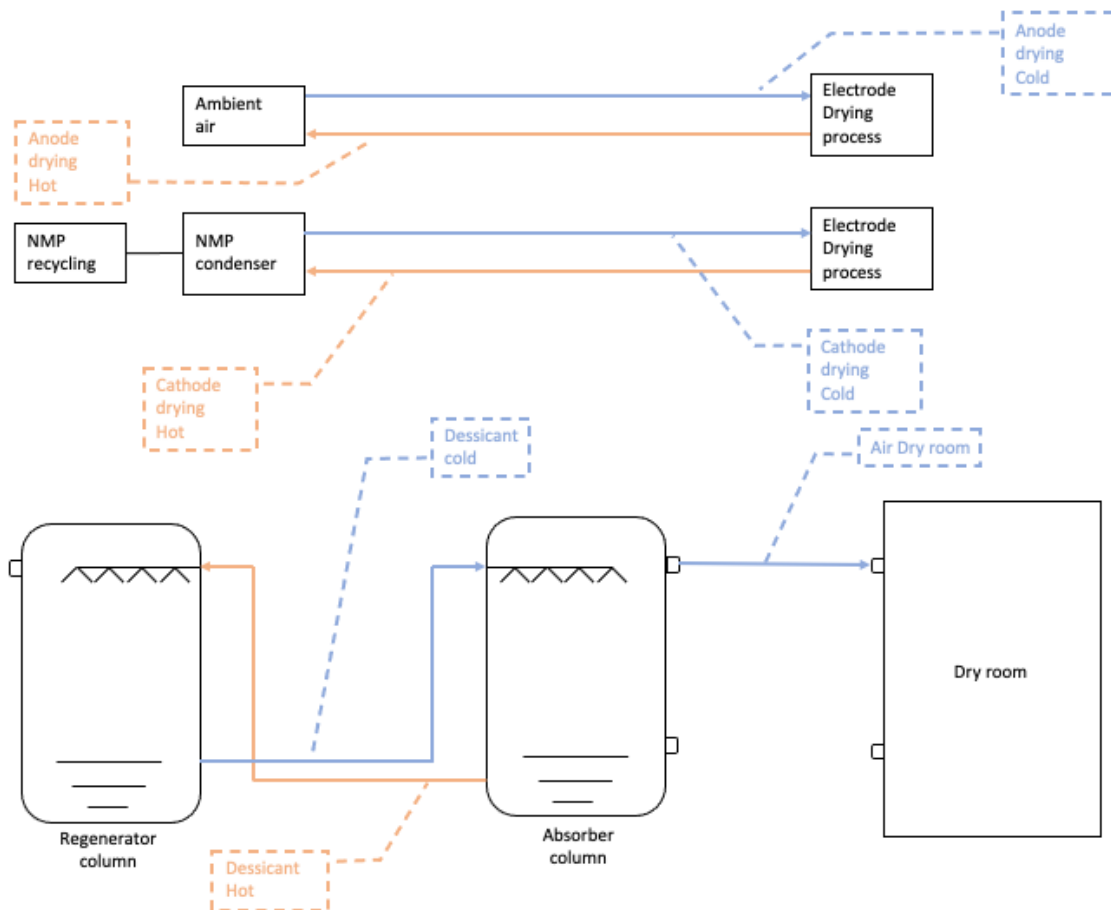 Anode
drying
Cold
Ambient
air
Electrode
Drying
process
Anode
drying
Hot
NMP
recycling
NMP
condenser
Electrode
Drying
process
Cathode
drying
Cold
Cathode
drying
Hot
Dessicant
cold
Air Dry room
Dry room
Regenerator
column
Absorber
column
Dessicant
Hot